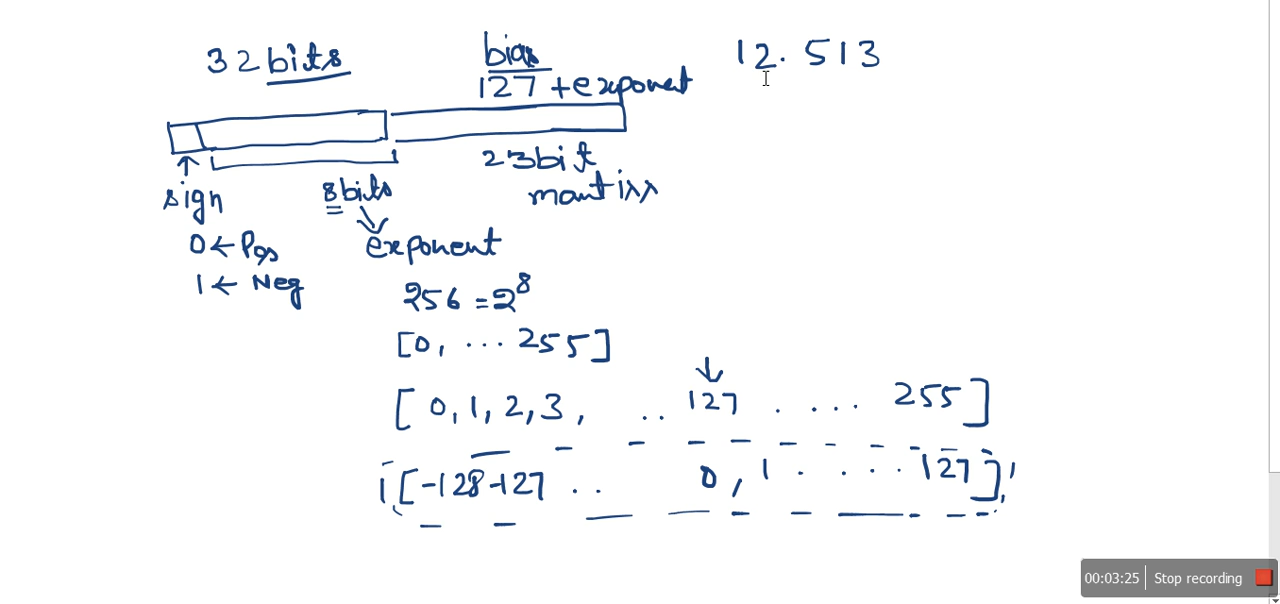 32 bits
bias
127 + exponent
12.513
23 bit
mantiss
sign
8 bits
0 ← Pos
exponent
1 ← Neg
256 = 2^8
[0, ... 255]
[0, 1, 2, 3, .. 127 . ... 255]
[-128 -127 .. 0, 1 . ... 127]
00:03:25 Stop recording